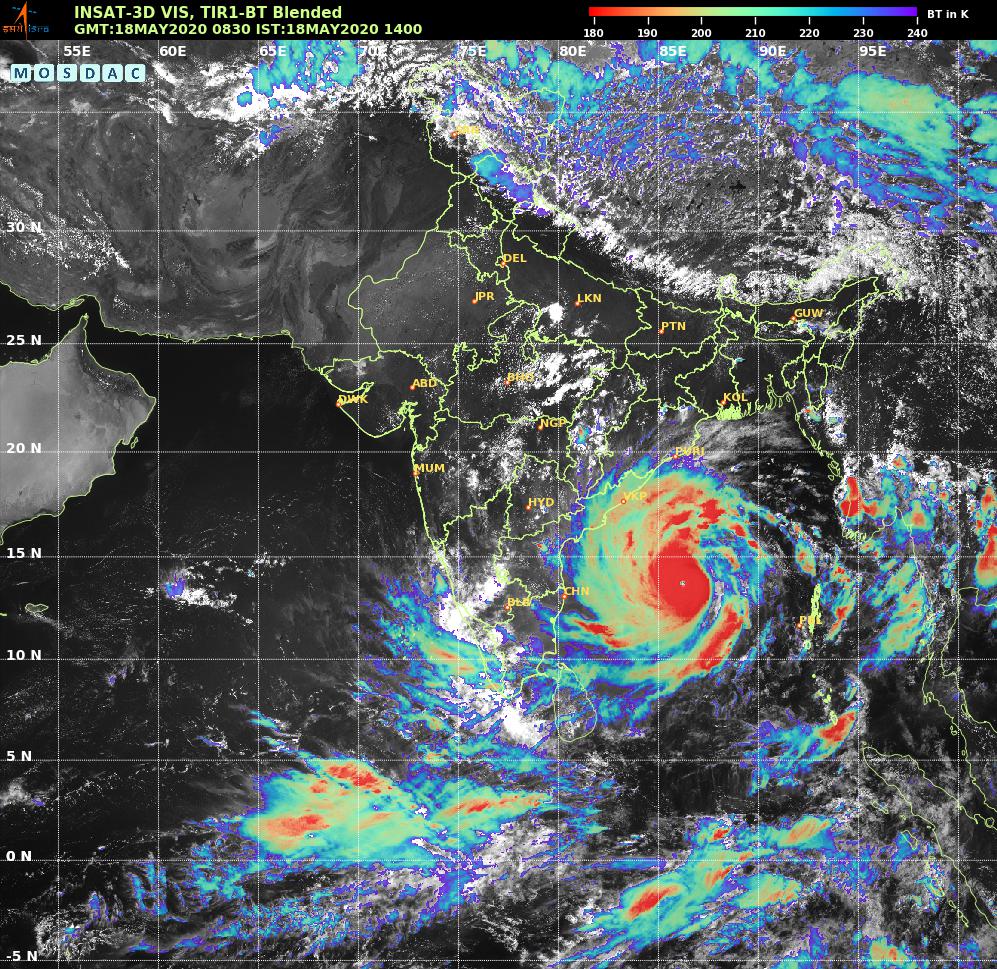 INSAT-3D VIS, TIR1-BT Blended
GMT:18MAY2020 0830 IST:18MAY2020 1400
BT in K
180 190 200 210 220 230 240
55E 60E 65E 70E 75E 80E 85E 90E 95E
MOSDAC
30 N
DEL
JPR LKN
GUW
PTN
25 N
ABD
DWK
KOL
NGP
20 N
PURI
MUM
VKP
HYD
15 N
CHN
BLR
10 N
5 N
0 N
-5 N